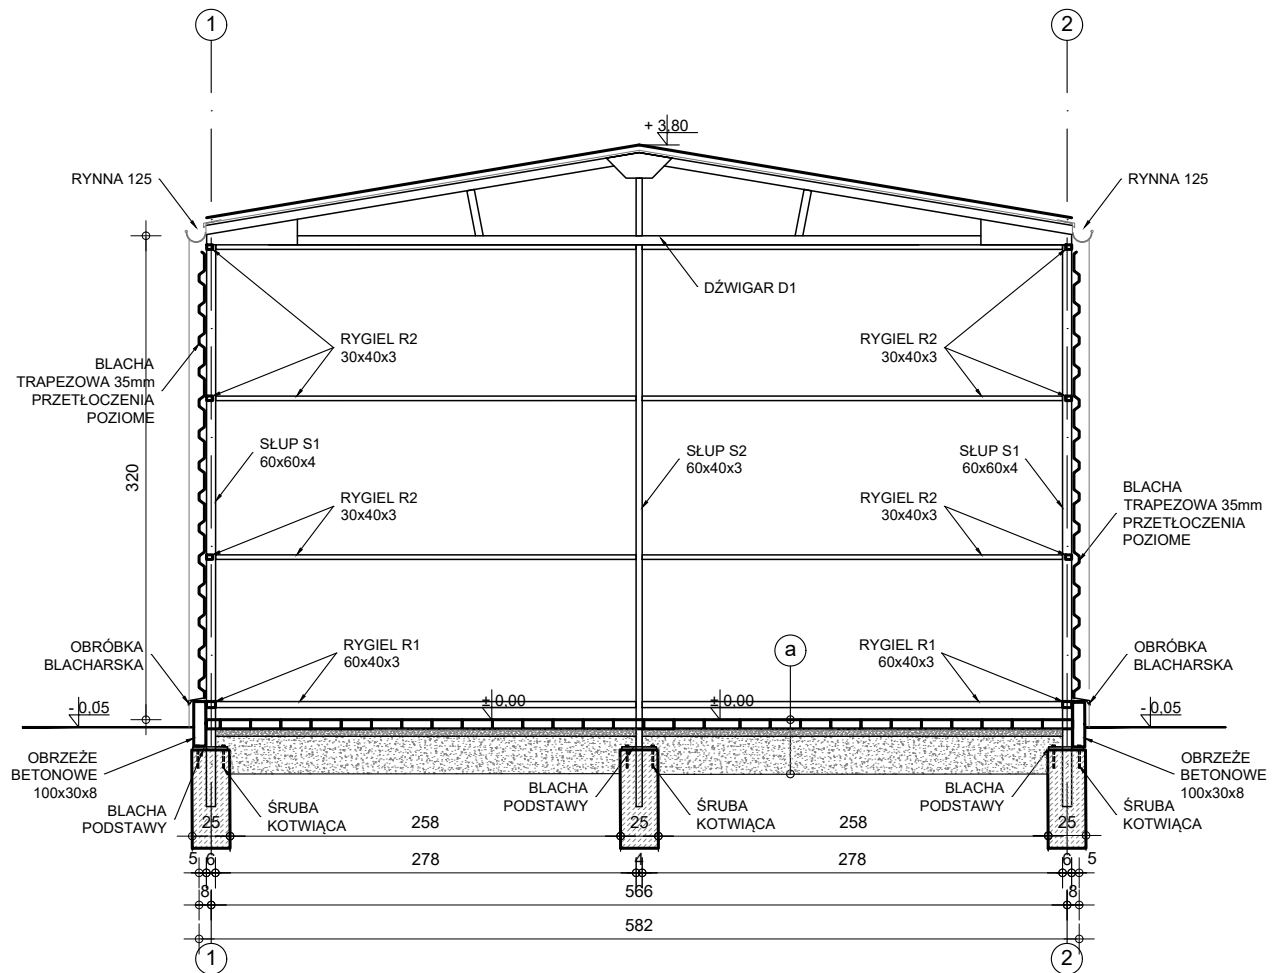 1
2
+ 3,80
RYNNA 125
RYNNA 125
DŹWIGAR D1
RYGIEL R2
30x40x3
RYGIEL R2
30x40x3
BLACHA
TRAPEZOWA 35mm
PRZETŁOCZENIA
POZIOME
320
SŁUP S1
60x60x4
SŁUP S2
60x40x3
SŁUP S1
60x60x4
RYGIEL R2
30x40x3
RYGIEL R2
30x40x3
BLACHA
TRAPEZOWA 35mm
PRZETŁOCZENIA
POZIOME
OBRÓBKA
BLACHARSKA
RYGIEL R1
60x40x3
a
RYGIEL R1
60x40x3
OBRÓBKA
BLACHARSKA
- 0,05
± 0,00
± 0,00
- 0,05
OBRZEŻE
BETONOWE
100x30x8
BLACHA
PODSTAWY
ŚRUBA
KOTWIĄCA
BLACHA
PODSTAWY
ŚRUBA
KOTWIĄCA
BLACHA
PODSTAWY
ŚRUBA
KOTWIĄCA
OBRZEŻE
BETONOWE
100x30x8
25 258 25 258 25
5 6 278 4 278 6 5
8 566 8
582
1
2